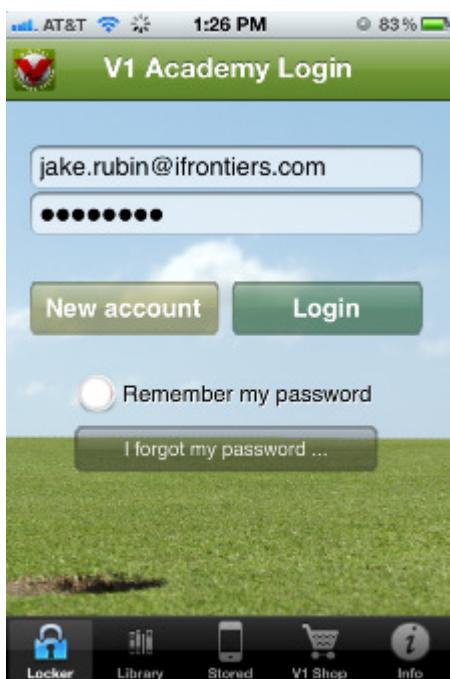 AT&T 1:26 PM 83%
V1 Academy Login
jake.rubin@ifrontiers.com
●●●●●●●●
New account Login
Remember my password
I forgot my password ...
Locker Library Stored V1 Shop Info